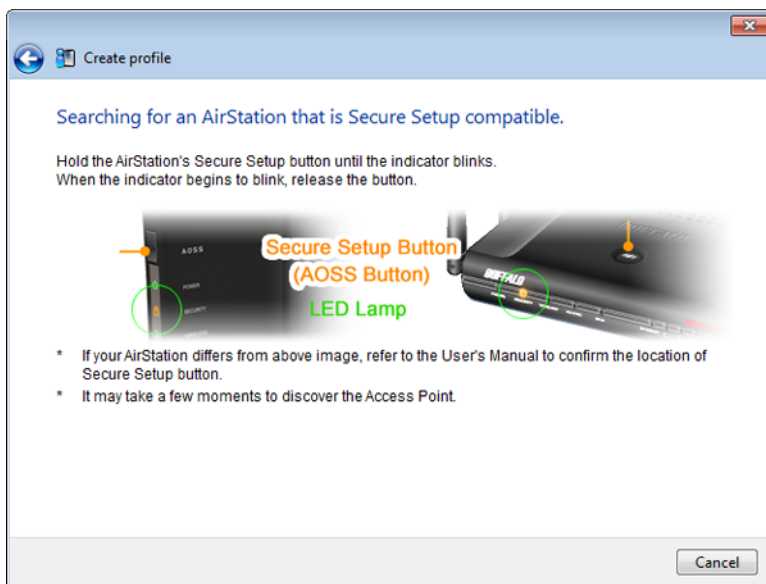 Create profile
Searching for an AirStation that is Secure Setup compatible.
Hold the AirStation's Secure Setup button until the indicator blinks.
When the indicator begins to blink, release the button.
AOSS
POWER
SECURITY
Secure Setup Button
(AOSS Button)
LED Lamp
BUFFALO
* If your AirStation differs from above image, refer to the User's Manual to confirm the location of
Secure Setup button.
* It may take a few moments to discover the Access Point.
Cancel